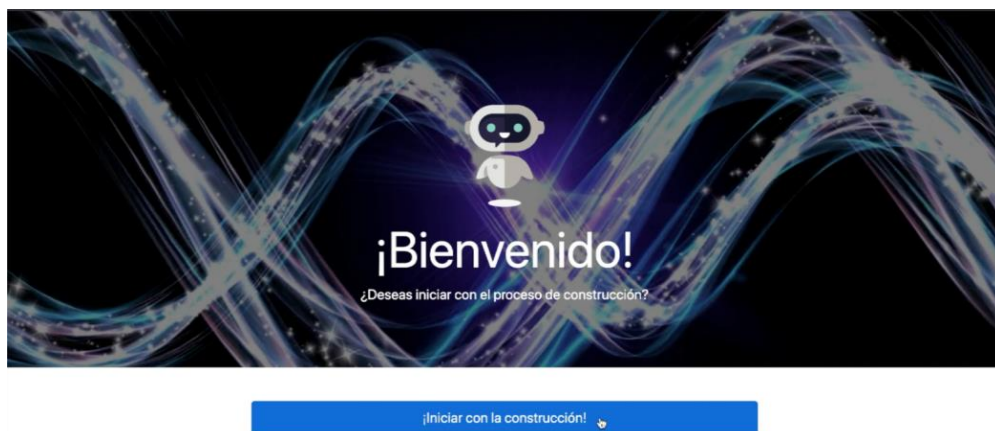 ¡Bienvenido!
¿Deseas iniciar con el proceso de construcción?
¡Iniciar con la construcción!